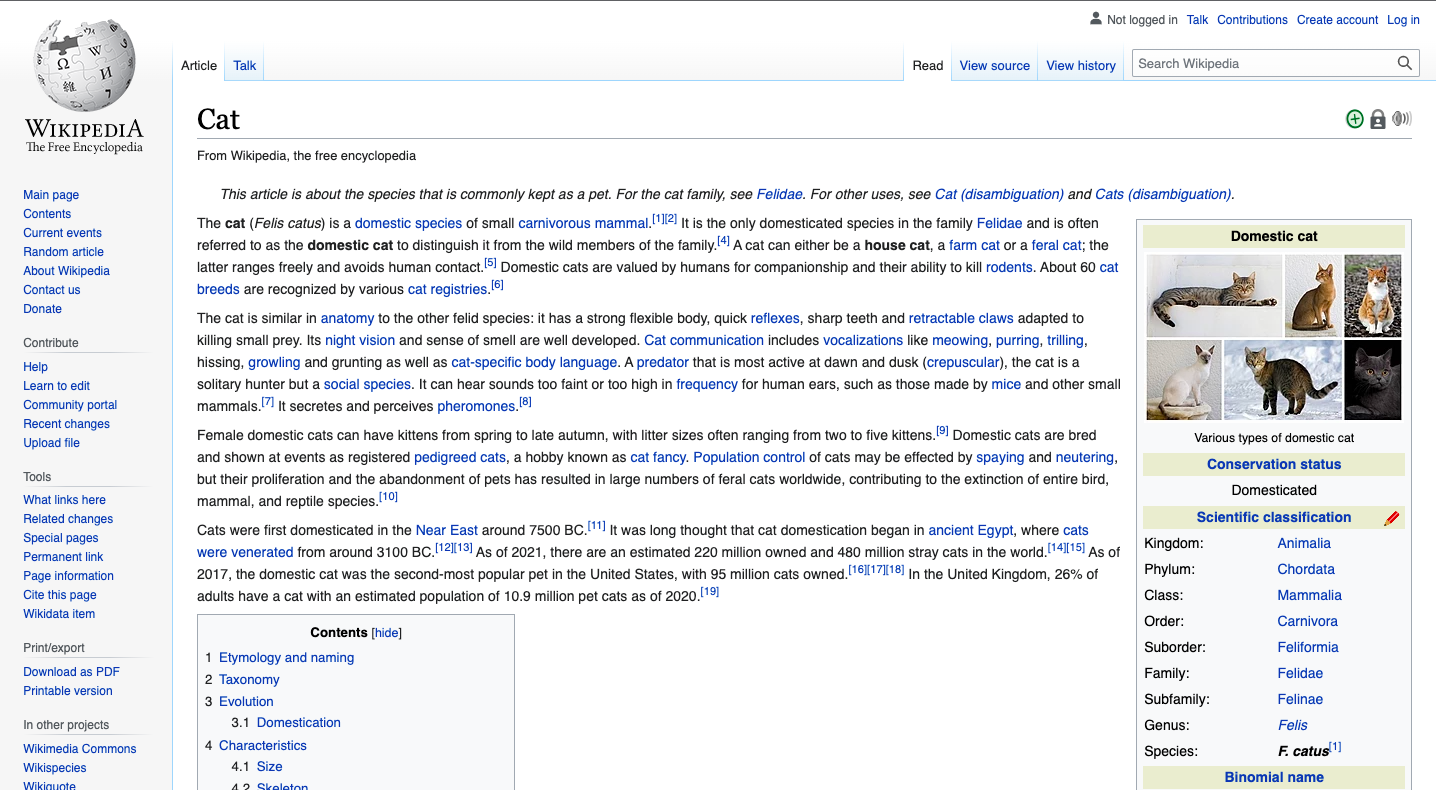 Not logged in Talk Contributions Create account Log in
Article Talk
Read View source View history
Search Wikipedia
WIKIPEDIA
The Free Encyclopedia
Main page
Contents
Current events
Random article
About Wikipedia
Contact us
Donate
Contribute
Help
Learn to edit
Community portal
Recent changes
Upload file
Tools
What links here
Related changes
Special pages
Permanent link
Page information
Cite this page
Wikidata item
Print/export
Download as PDF
Printable version
In other projects
Wikimedia Commons
Wikispecies
Wikiquote
Cat
From Wikipedia, the free encyclopedia
This article is about the species that is commonly kept as a pet. For the cat family, see Felidae. For other uses, see Cat (disambiguation) and Cats (disambiguation).
The cat (Felis catus) is a domestic species of small carnivorous mammal.[1][2] It is the only domesticated species in the family Felidae and is often
referred to as the domestic cat to distinguish it from the wild members of the family.[4] A cat can either be a house cat, a farm cat or a feral cat; the
latter ranges freely and avoids human contact.[5] Domestic cats are valued by humans for companionship and their ability to kill rodents. About 60 cat
breeds are recognized by various cat registries.[6]
The cat is similar in anatomy to the other felid species: it has a strong flexible body, quick reflexes, sharp teeth and retractable claws adapted to
killing small prey. Its night vision and sense of smell are well developed. Cat communication includes vocalizations like meowing, purring, trilling,
hissing, growling and grunting as well as cat-specific body language. A predator that is most active at dawn and dusk (crepuscular), the cat is a
solitary hunter but a social species. It can hear sounds too faint or too high in frequency for human ears, such as those made by mice and other small
mammals.[7] It secretes and perceives pheromones.[8]
Female domestic cats can have kittens from spring to late autumn, with litter sizes often ranging from two to five kittens.[9] Domestic cats are bred
and shown at events as registered pedigreed cats, a hobby known as cat fancy. Population control of cats may be effected by spaying and neutering,
but their proliferation and the abandonment of pets has resulted in large numbers of feral cats worldwide, contributing to the extinction of entire bird,
mammal, and reptile species.[10]
Cats were first domesticated in the Near East around 7500 BC.[11] It was long thought that cat domestication began in ancient Egypt, where cats
were venerated from around 3100 BC.[12][13] As of 2021, there are an estimated 220 million owned and 480 million stray cats in the world.[14][15] As of
2017, the domestic cat was the second-most popular pet in the United States, with 95 million cats owned.[16][17][18] In the United Kingdom, 26% of
adults have a cat with an estimated population of 10.9 million pet cats as of 2020.[19]
Contents [hide]
1 Etymology and naming
2 Taxonomy
3 Evolution
3.1 Domestication
4 Characteristics
4.1 Size
4.2 Skeleton
Domestic cat
Various types of domestic cat
Conservation status
Domesticated
Scientific classification
Kingdom: Animalia
Phylum: Chordata
Class: Mammalia
Order: Carnivora
Suborder: Feliformia
Family: Felidae
Subfamily: Felinae
Genus: Felis
Species: F. catus[1]
Binomial name